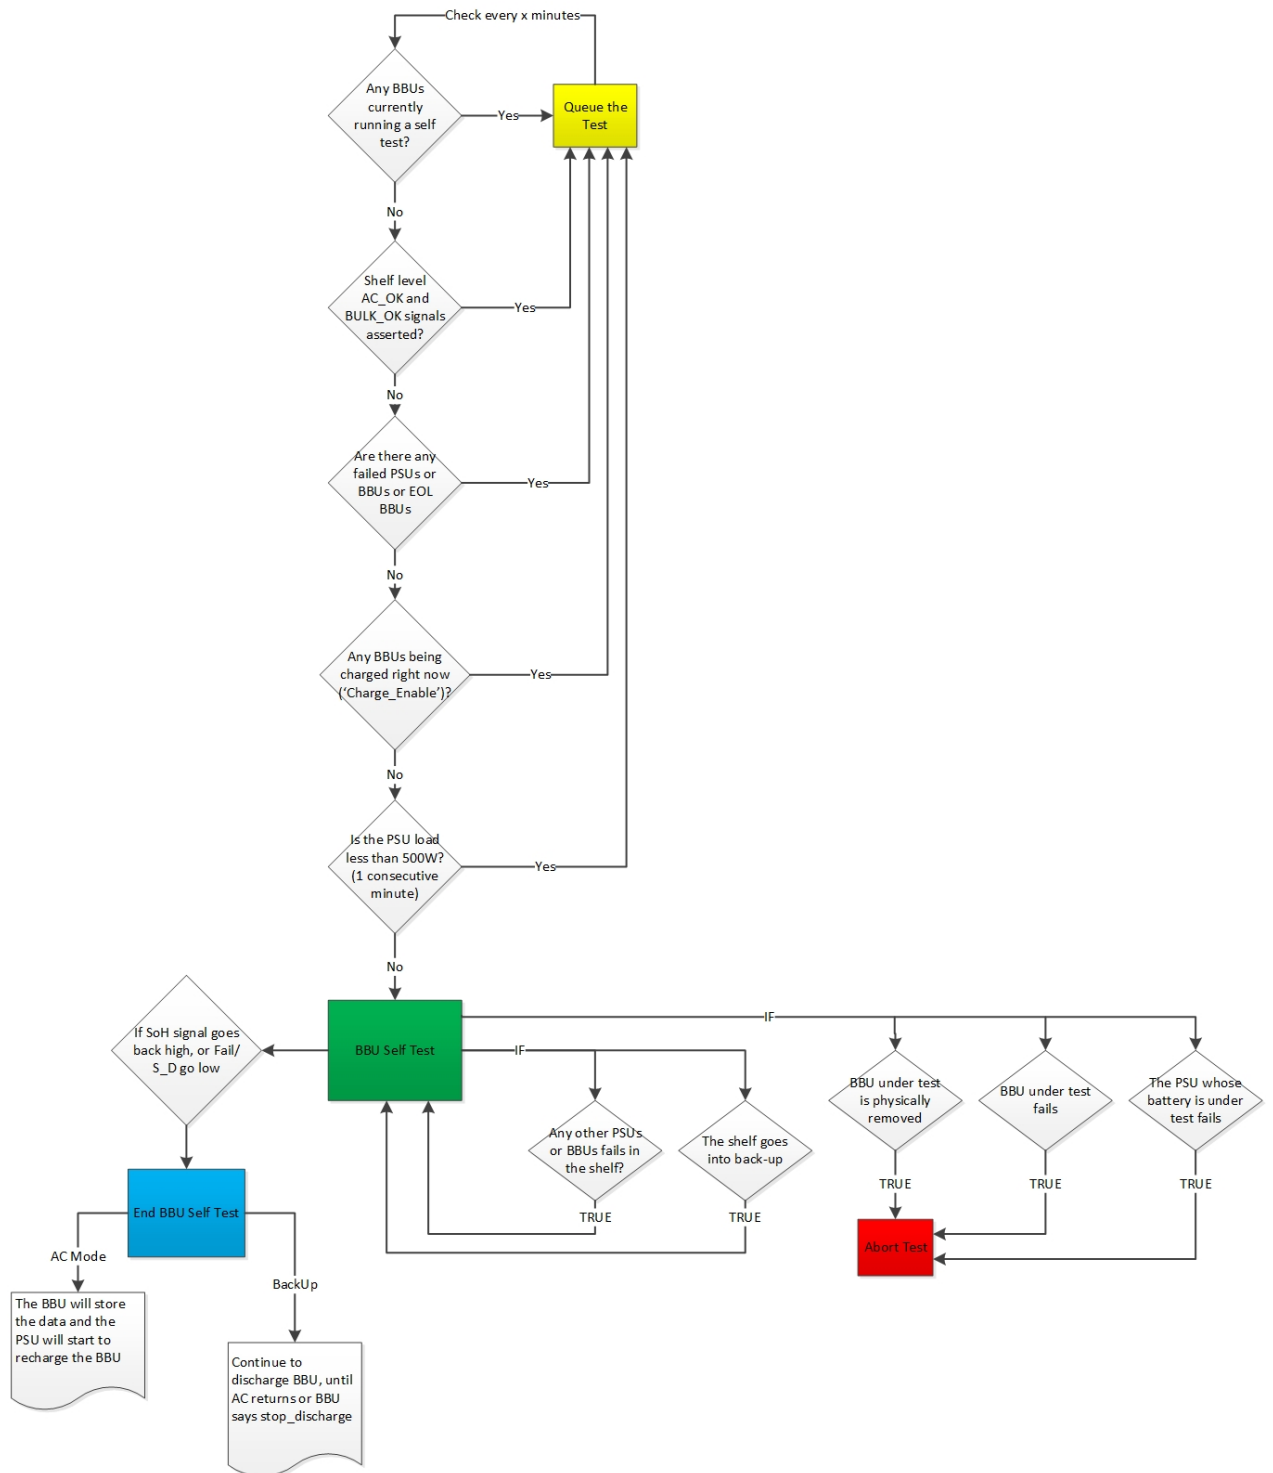 Check every x minutes
Any BBUs
currently
running a self
test?
Yes
Queue the
Test
No
Shelf level
AC_OK and
BULK_OK signals
asserted?
Yes
No
Are there any
failed PSUs or
BBUs or EOL
BBUs
Yes
No
Any BBUs being
charged right now
(‘Charge_Enable’)?
Yes
No
Is the PSU load
less than 500W?
(1 consecutive
minute)
Yes
No
If SoH signal goes
back high, or Fail/
S_D go low
BBU Self Test
IF
IF
BBU under test
is physically
removed
BBU under test
fails
The PSU whose
battery is under
test fails
Any other PSUs
or BBUs fails in
the shelf?
The shelf goes
into back-up
TRUE
TRUE
TRUE
TRUE
TRUE
End BBU Self Test
Abort Test
AC Mode
BackUp
The BBU will store
the data and the
PSU will start to
recharge the BBU
Continue to
discharge BBU, until
AC returns or BBU
says stop_discharge